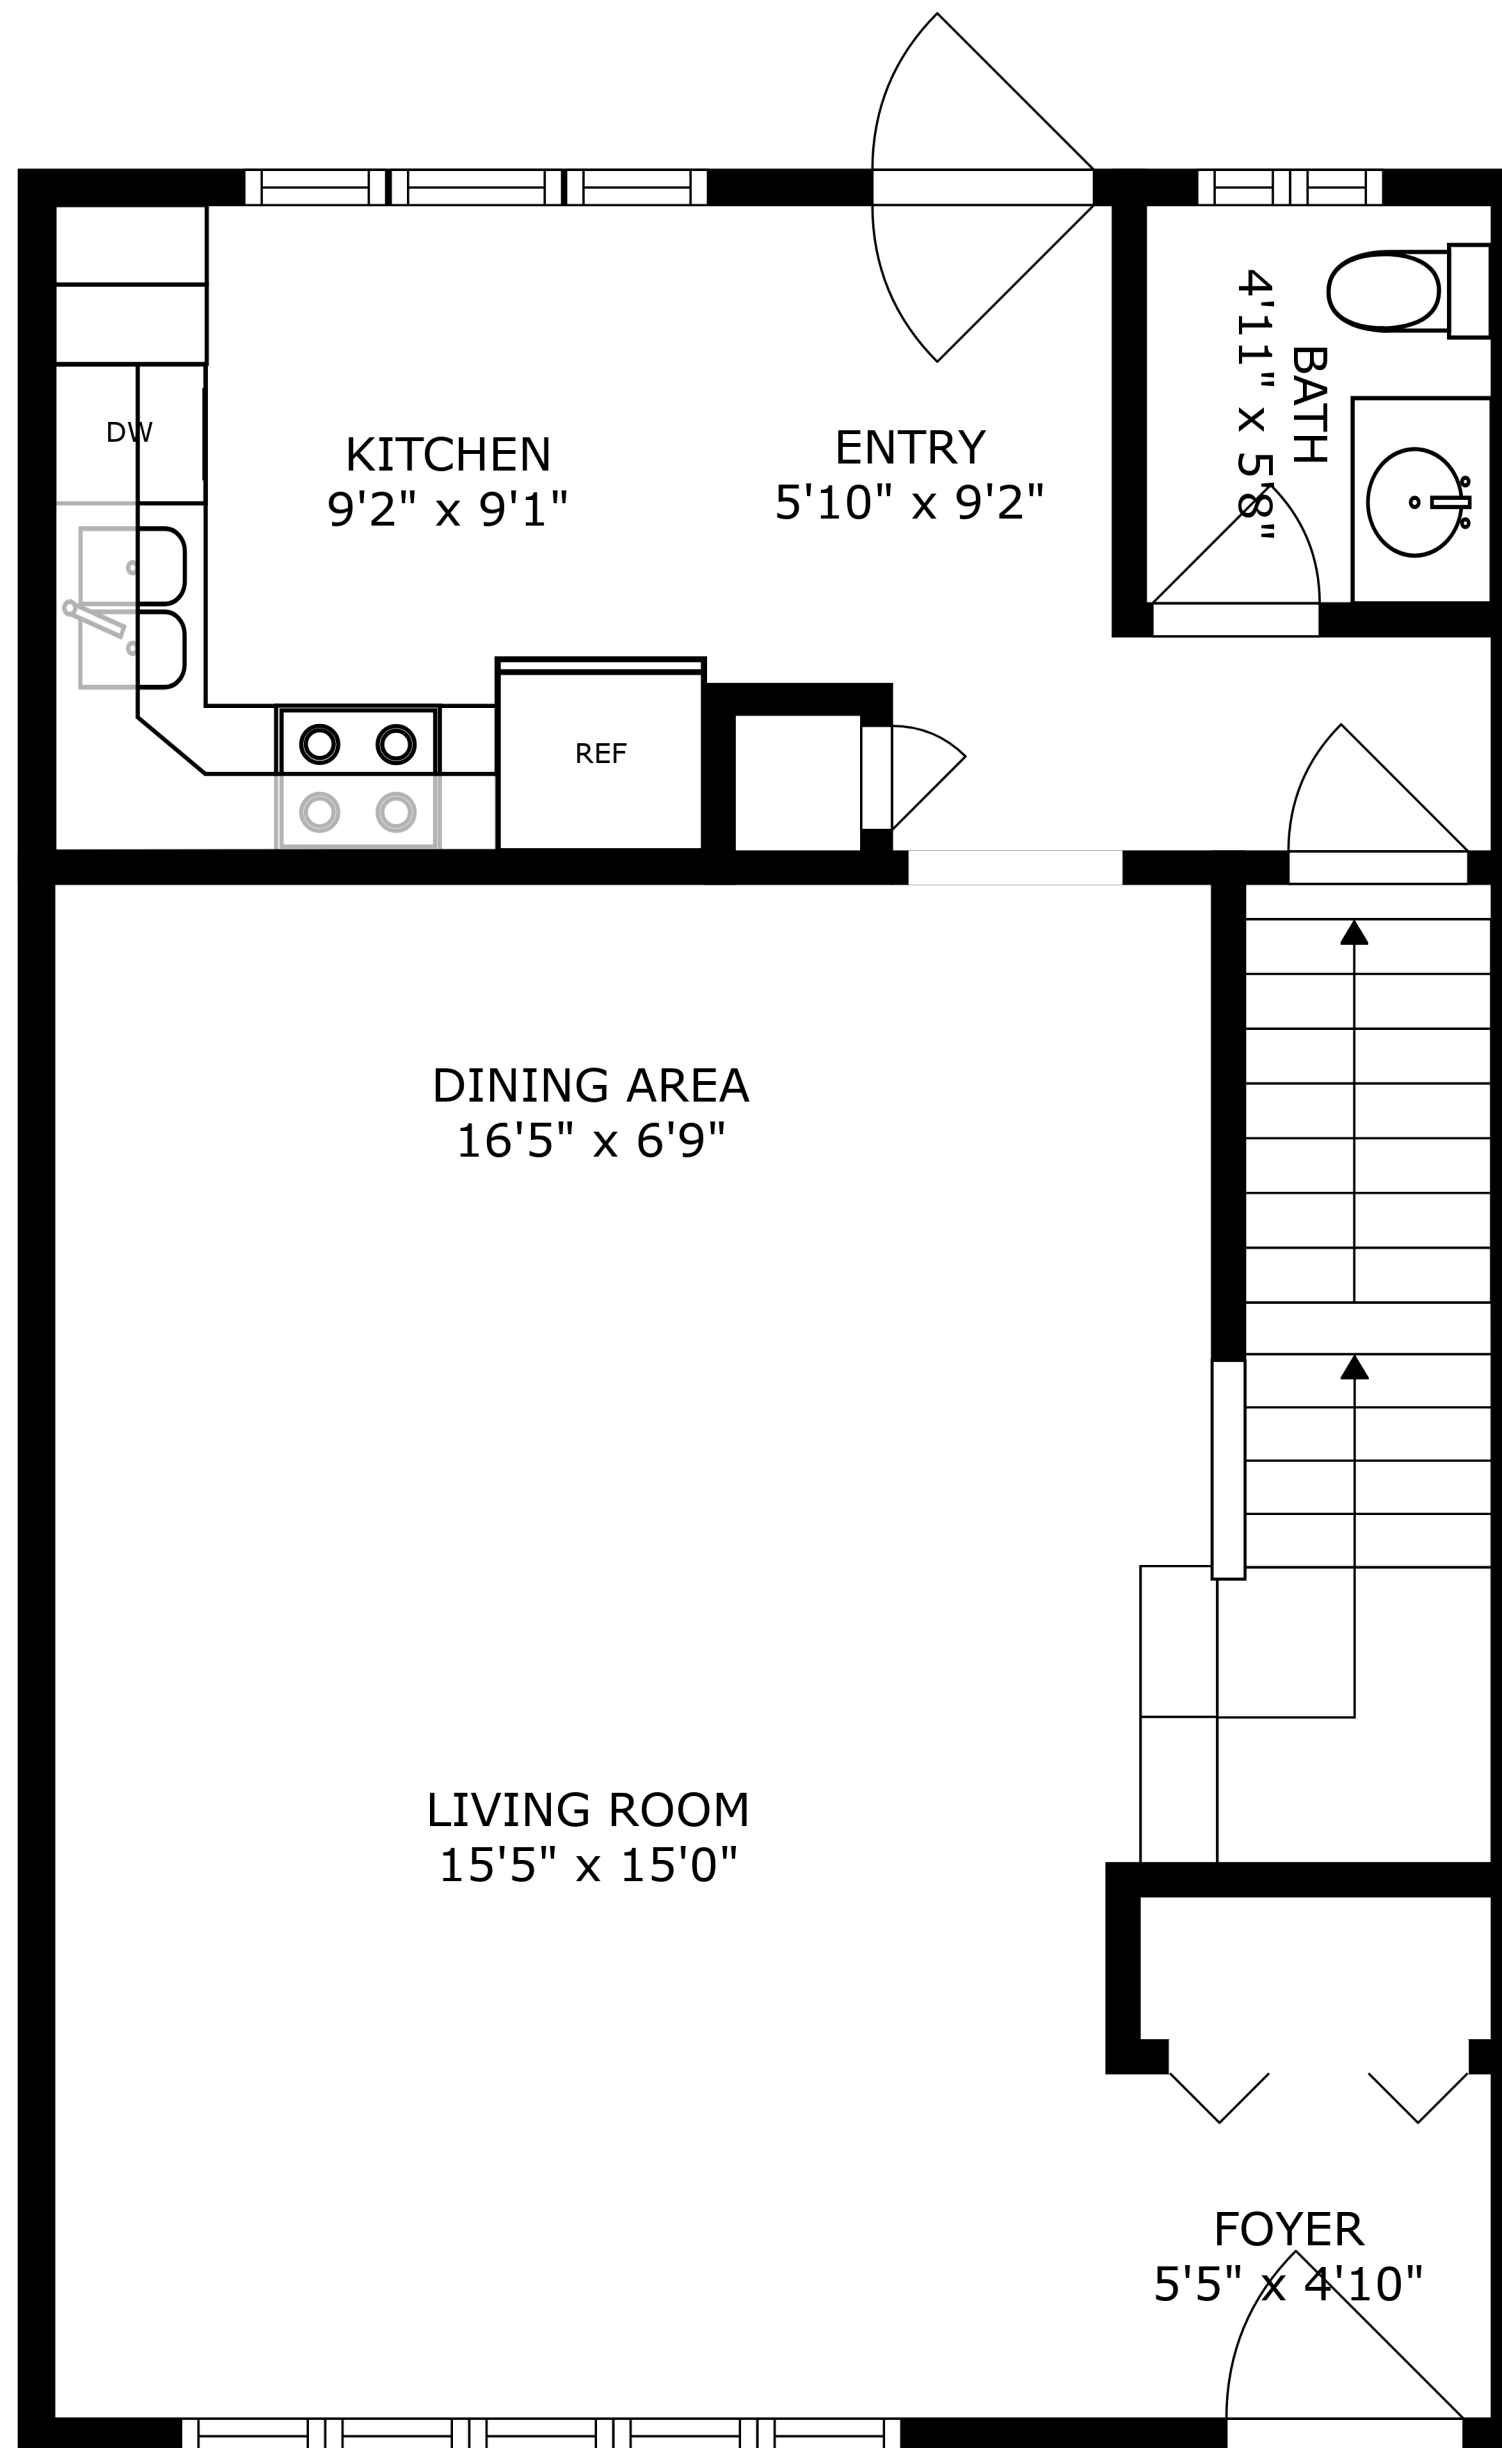 KITCHEN
9'2" x 9'1"
ENTRY
5'10" x 9'2"
BATH
4'11" x 5'8"
DW
REF
DINING AREA
16'5" x 6'9"
LIVING ROOM
15'5" x 15'0"
FOYER
5'5" x 4'10"